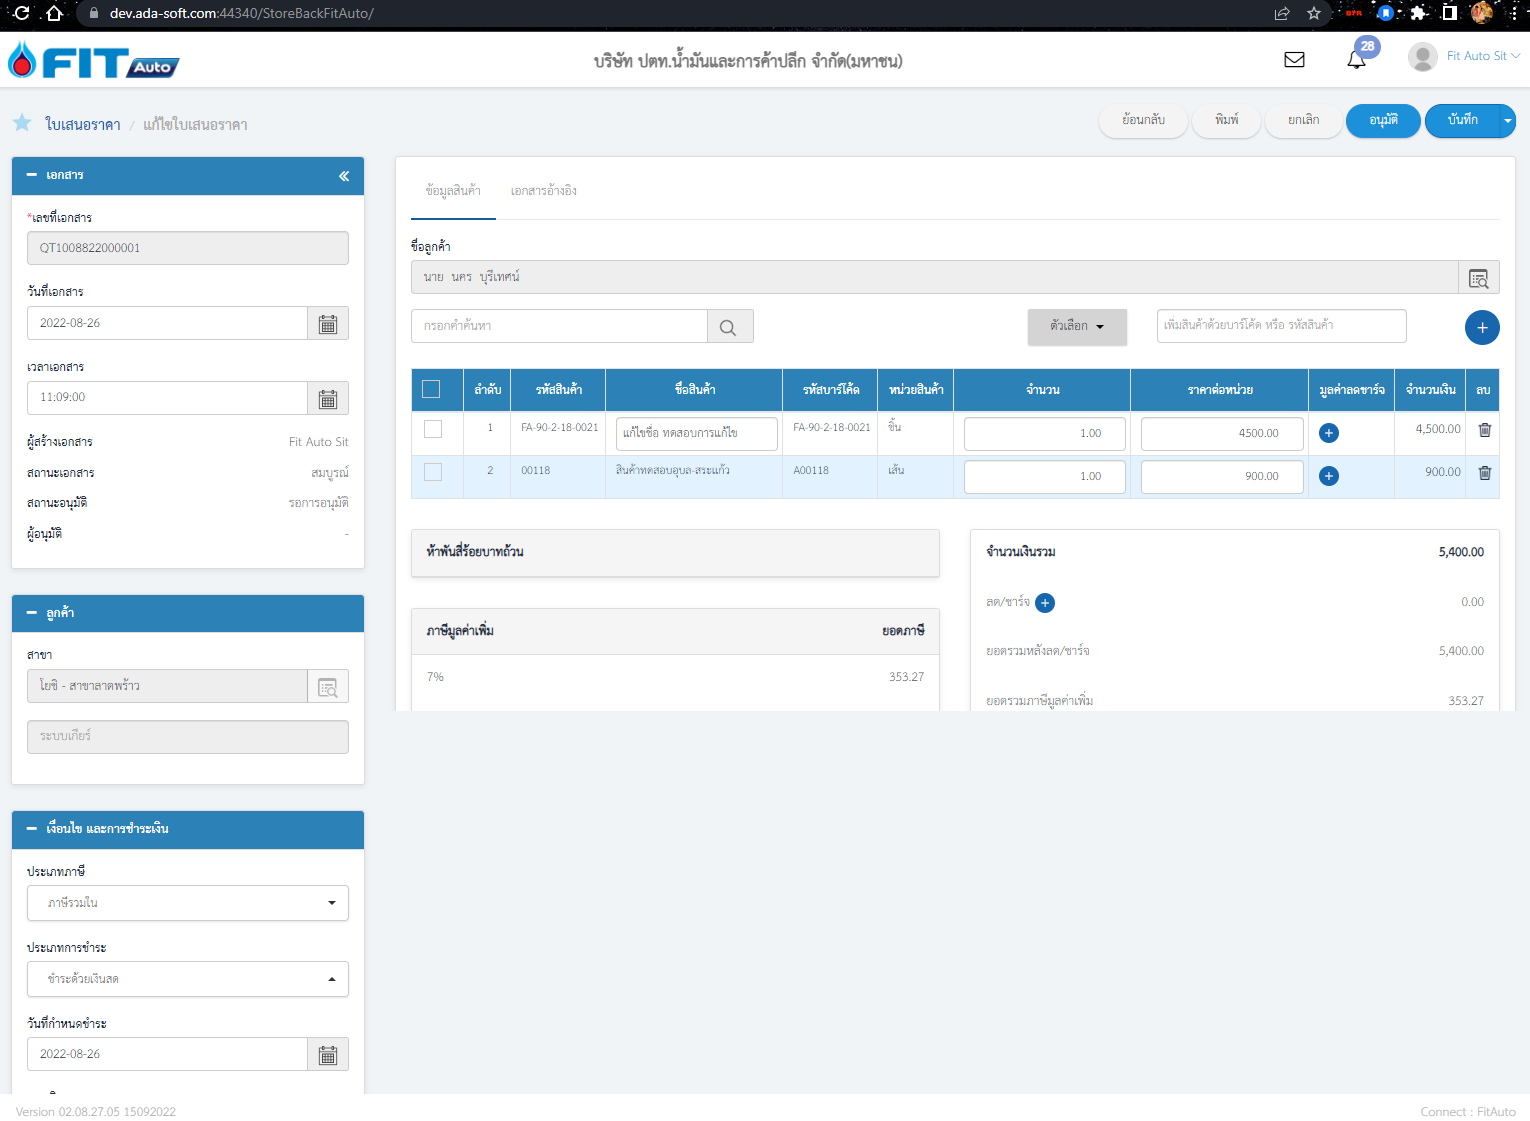 dev.ada-soft.com:44340/StoreBackFitAuto/
FIT Auto
บริษัท ปตท.น้ำมันและการค้าปลีก จำกัด(มหาชน)
28
Fit Auto Sit
ใบเสนอราคา / แก้ไขใบเสนอราคา
ย้อนกลับ
พิมพ์
ยกเลิก
อนุมัติ
บันทึก
เอกสาร
*เลขที่เอกสาร
QT1008822000001
วันที่เอกสาร
2022-08-26
เวลาเอกสาร
11:09:00
ผู้สร้างเอกสาร Fit Auto Sit
สถานะเอกสาร สมบูรณ์
สถานะอนุมัติ รอการอนุมัติ
ผู้อนุมัติ -
ลูกค้า
สาขา
โยชิ - สาขาลาดพร้าว
ระบบเกียร์
เงื่อนไข และการชำระเงิน
ประเภทภาษี
ภาษีรวมใน
ประเภทการชำระ
ชำระด้วยเงินสด
วันที่กำหนดชำระ
2022-08-26
ข้อมูลสินค้า เอกสารอ้างอิง
ชื่อลูกค้า
นาย นคร บุรีเทศน์
กรอกคำค้นหา
ตัวเลือก
เพิ่มสินค้าด้วยบาร์โค้ด หรือ รหัสสินค้า
ลำดับ รหัสสินค้า ชื่อสินค้า รหัสบาร์โค้ด หน่วยสินค้า จำนวน ราคาต่อหน่วย มูลค่าลดชาร์จ จำนวนเงิน ลบ
1 FA-90-2-18-0021 แก้ไขชื่อ ทดสอบการแก้ไข FA-90-2-18-0021 ชิ้น 1.00 4500.00 4,500.00
2 00118 สินค้าทดสอบอุบล-สระแก้ว A00118 เส้น 1.00 900.00 900.00
ห้าพันสี่ร้อยบาทถ้วน
ภาษีมูลค่าเพิ่ม ยอดภาษี
7% 353.27
จำนวนเงินรวม 5,400.00
ลด/ชาร์จ 0.00
ยอดรวมหลังลด/ชาร์จ 5,400.00
ยอดรวมภาษีมูลค่าเพิ่ม 353.27
Version 02.08.27.05 15092022
Connect : FitAuto